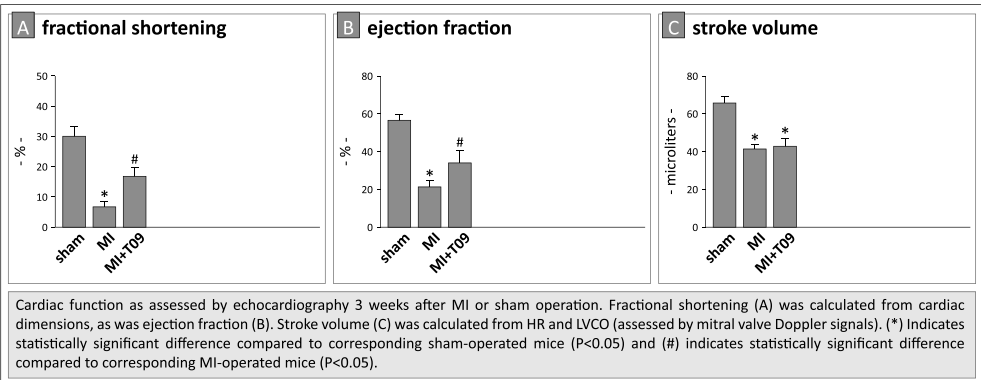 A fractional shortening
50
40
30
20
10
0
- % -
*
#
sham
MI
MI+T09
B ejection fraction
80
60
40
20
0
- % -
*
#
sham
MI
MI+T09
C stroke volume
80
60
40
20
0
- microliters -
*
*
sham
MI
MI+T09
Cardiac function as assessed by echocardiography 3 weeks after MI or sham operation. Fractional shortening (A) was calculated from cardiac
dimensions, as was ejection fraction (B). Stroke volume (C) was calculated from HR and LVCO (assessed by mitral valve Doppler signals). (*) Indicates
statistically significant difference compared to corresponding sham-operated mice (P<0.05) and (#) indicates statistically significant difference
compared to corresponding MI-operated mice (P<0.05).